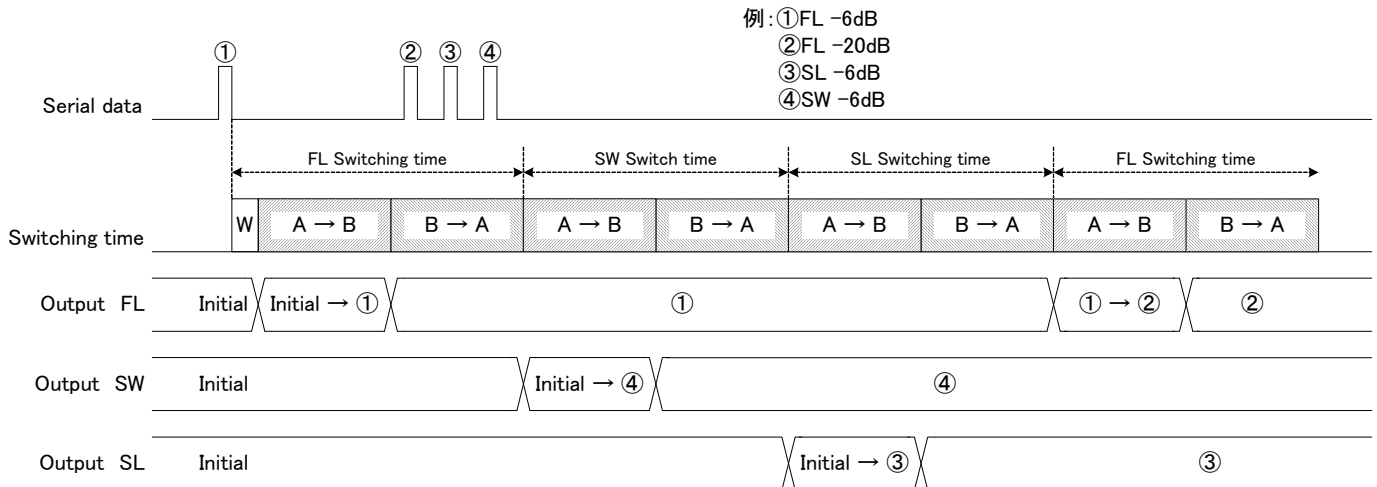 例:①FL -6dB
②FL -20dB
③SL -6dB
④SW -6dB
① ② ③ ④
Serial data
FL Switching time SW Switch time SL Switching time FL Switching time
Switching time W A → B B → A A → B B → A A → B B → A A → B B → A
Output FL Initial Initial → ① ① ① → ② ②
Output SW Initial Initial → ④ ④
Output SL Initial Initial → ③ ③